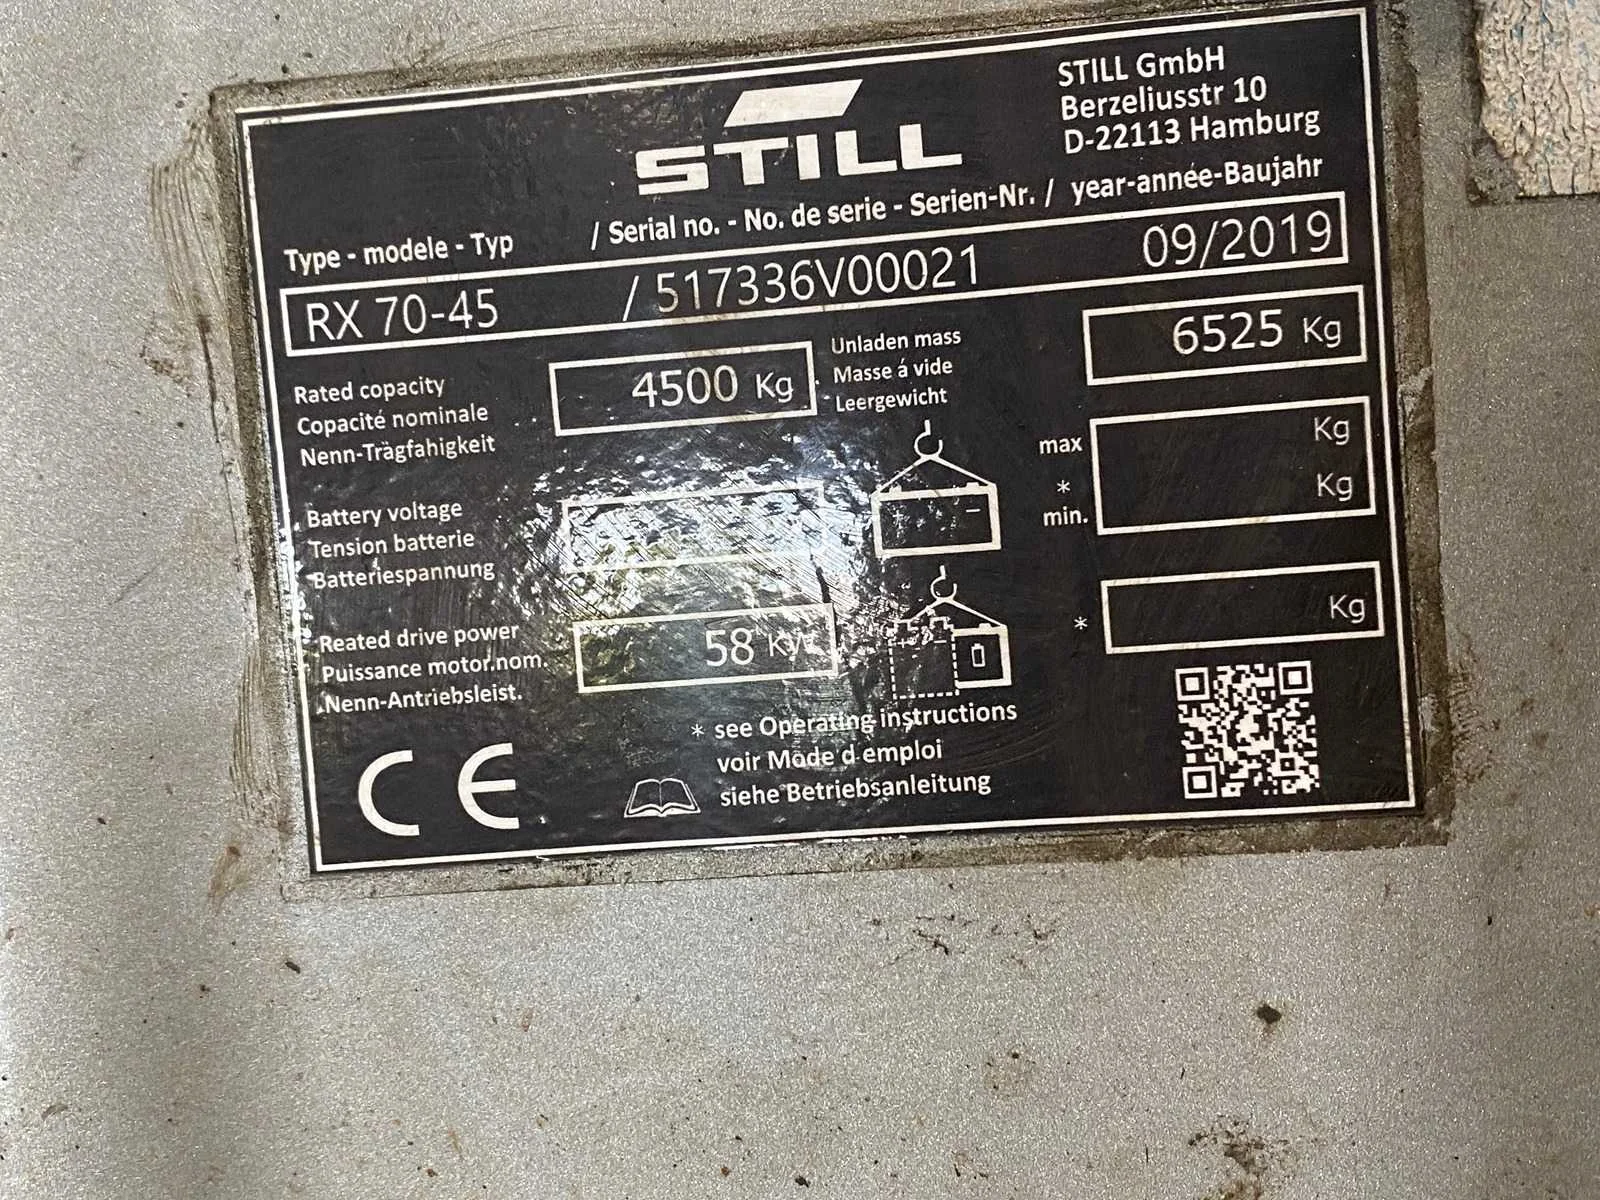 STILL
STILL GmbH
Berzeliusstr 10
D-22113 Hamburg
Type - modele - Typ / Serial no. - No. de serie - Serien-Nr. / year-année-Baujahr
RX 70-45 / 517336V00021 09/2019
Rated capacity
Capacité nominale
Nenn-Trägfahigkeit
4500 Kg
Unladen mass
Masse á vide
Leergewicht
6525 Kg
Battery voltage
Tension batterie
Batteriespannung
max Kg
* Kg
min.
Reated drive power
Puissance motor.nom.
Nenn-Antriebsleist.
58 KW
* Kg
CE
* see Operating instructions
voir Mode d emploi
siehe Betriebsanleitung